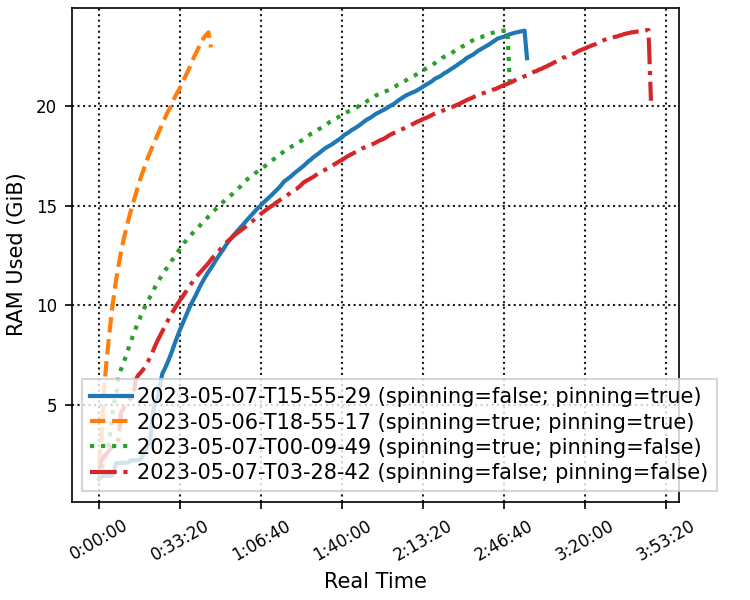 20
15
10
5
RAM Used (GiB)
2023-05-07-T15-55-29 (spinning=false; pinning=true)
2023-05-06-T18-55-17 (spinning=true; pinning=true)
2023-05-07-T00-09-49 (spinning=true; pinning=false)
2023-05-07-T03-28-42 (spinning=false; pinning=false)
0:00:00 0:33:20 1:06:40 1:40:00 2:13:20 2:46:40 3:20:00 3:53:20
Real Time